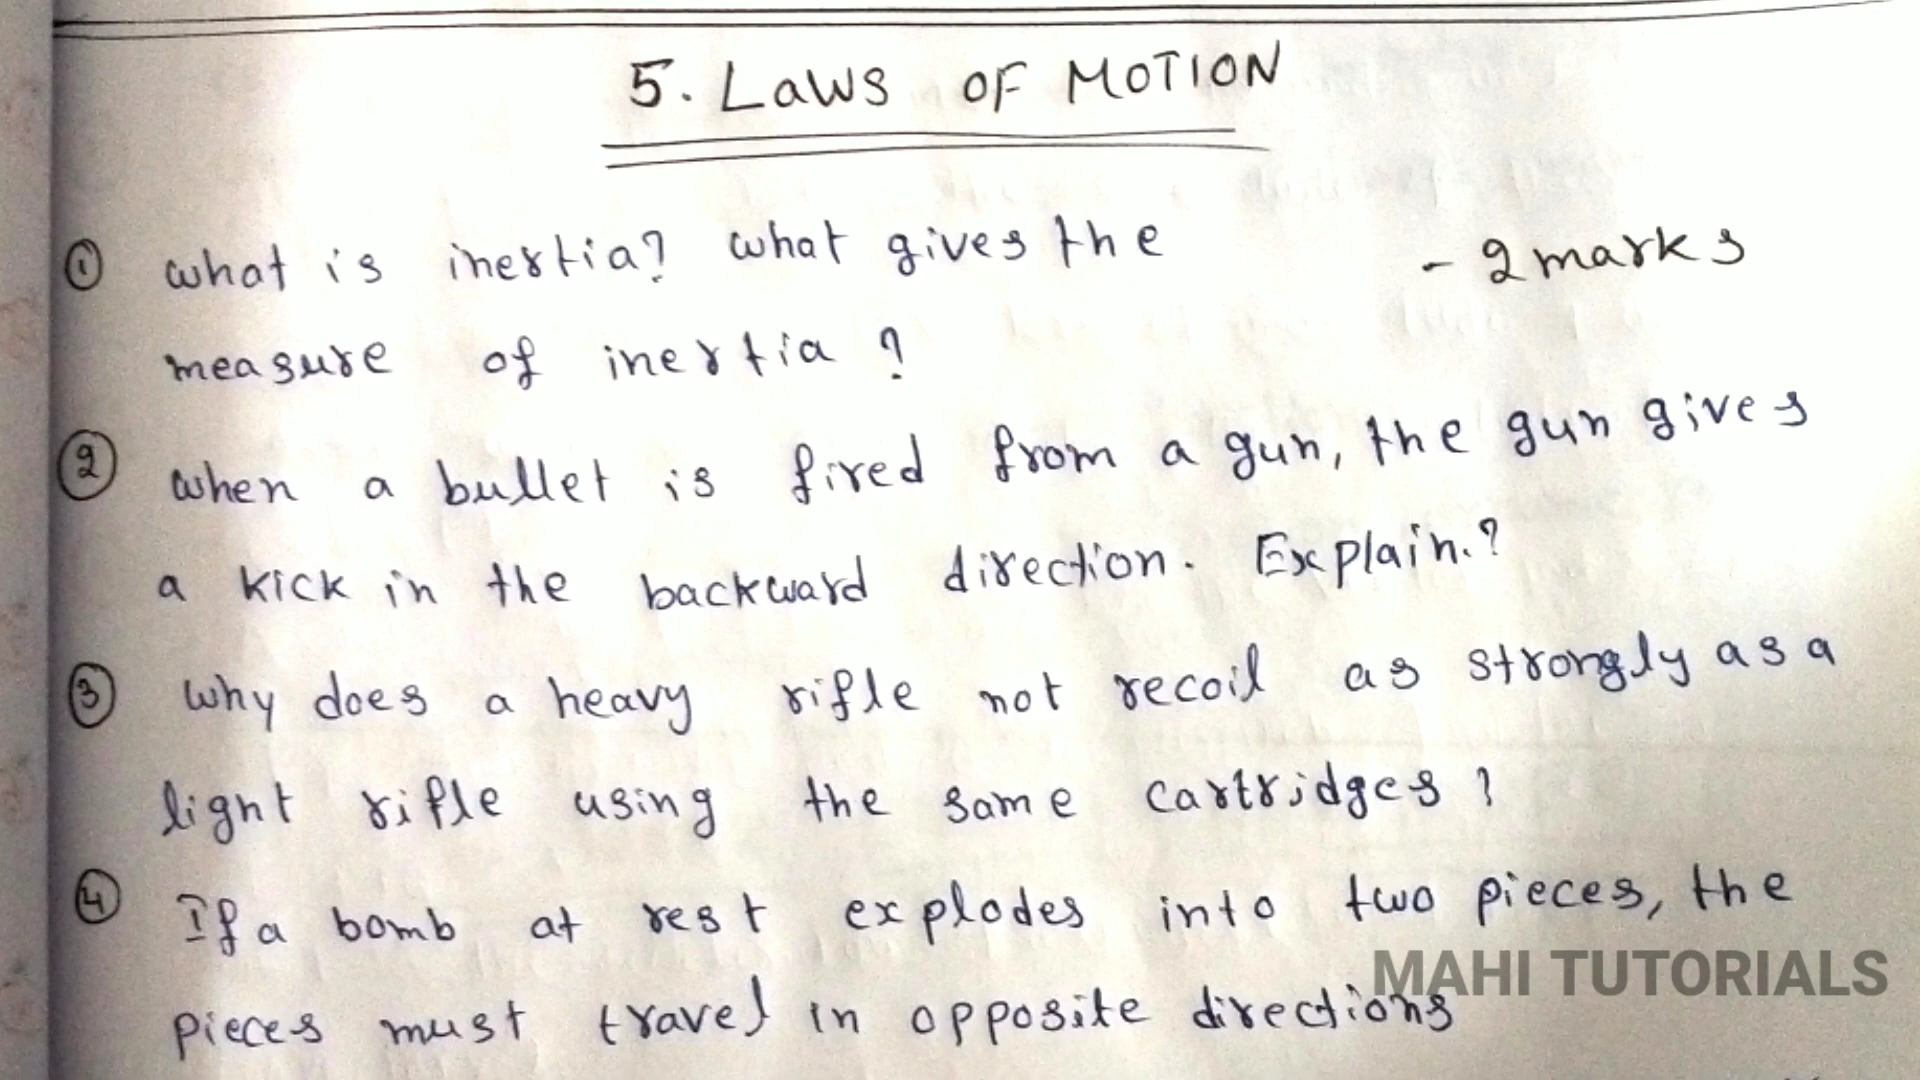 5. LaWS OF MOTION
① what is inertia? what gives the - 2 marks
measure of inertia ?
② when a bullet is fired from a gun, the gun gives
a kick in the backward direction. Explain.?
③ why does a heavy rifle not recoil as strongly as a
light rifle using the same cartridges ?
④ If a bomb at rest explodes into two pieces, the
MAHI TUTORIALS
pieces must travel in opposite directions